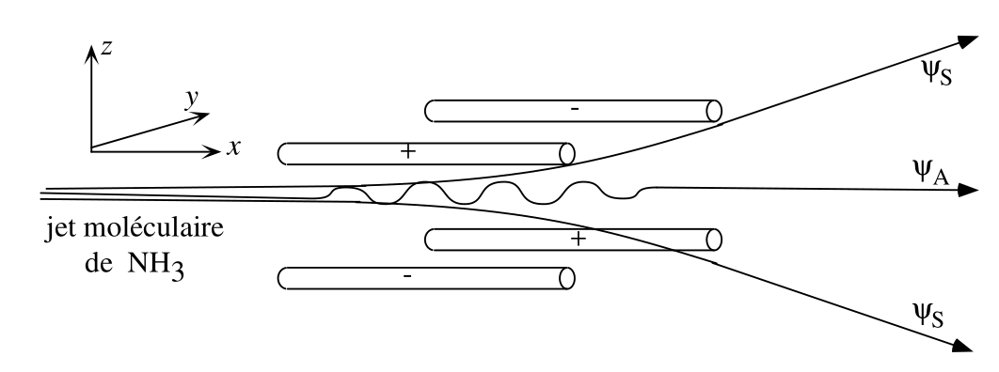 z
y
x
-
+
ψS
ψA
jet moléculaire
de NH3
+
-
ψS